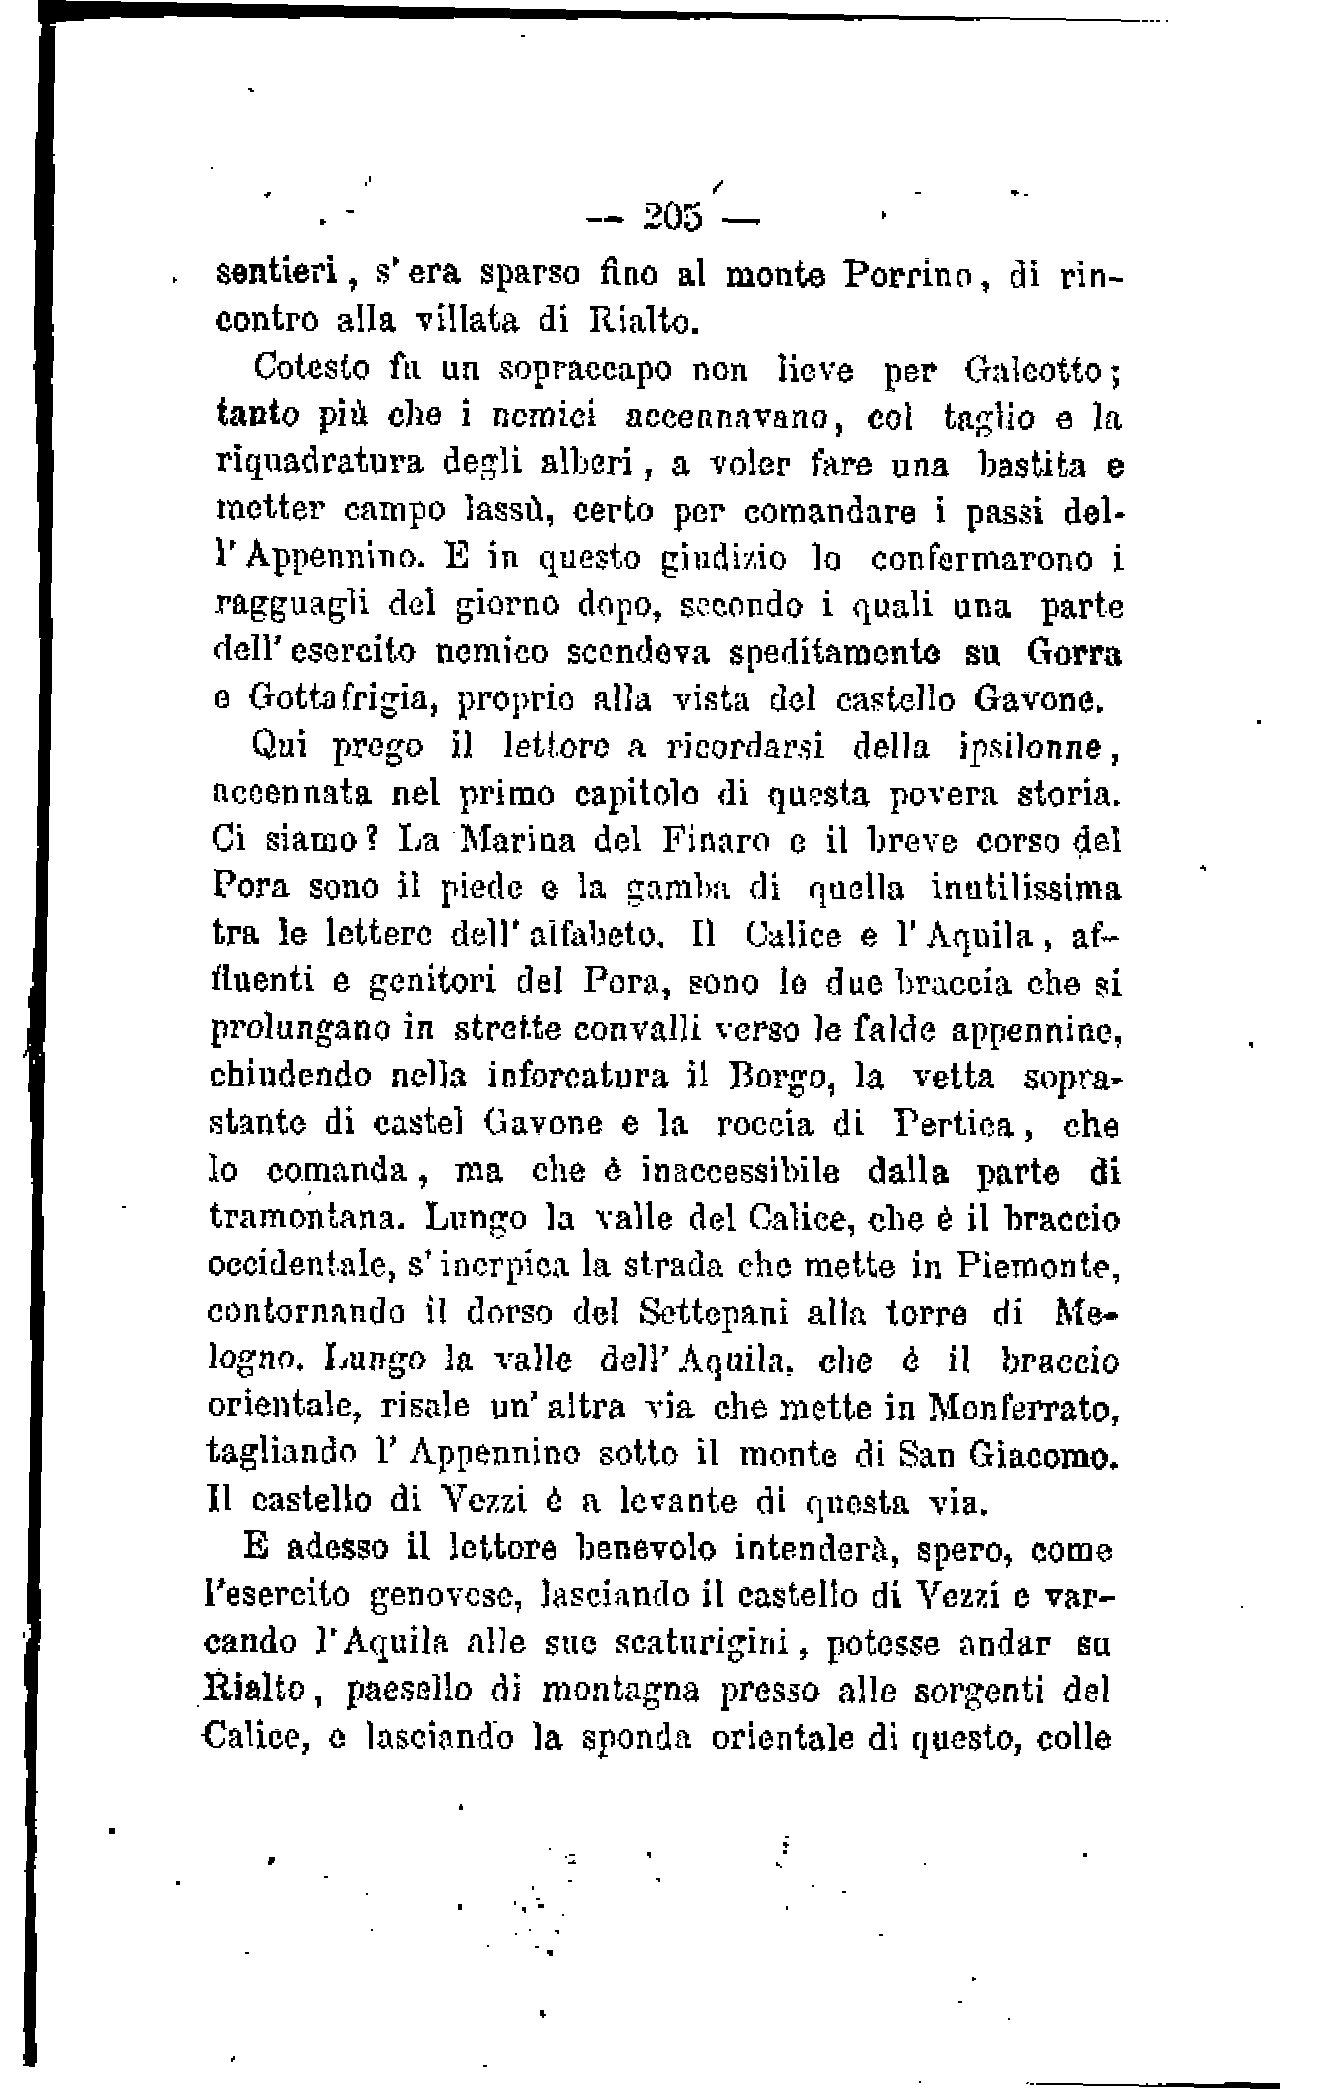 — 205 —
sentieri, s'era sparso fino al monte Porrino, di rin-
contro alla villata di Rialto.
Cotesto fu un sopraccapo non lieve per Galeotto;
tanto più che i nemici accennavano, col taglio e la
riquadratura degli alberi, a voler fare una bastita e
metter campo lassù, certo per comandare i passi del-
l'Appennino. E in questo giudizio lo confermarono i
ragguagli del giorno dopo, secondo i quali una parte
dell'esercito nemico scendeva speditamente su Gorra
e Gottafrigia, proprio alla vista del castello Gavone.
Qui prego il lettore a ricordarsi della ipsilonne,
accennata nel primo capitolo di questa povera storia.
Ci siamo? La Marina del Finaro e il breve corso del
Pora sono il piede e la gamba di quella inutilissima
tra le lettere dell'alfabeto. Il Calice e l'Aquila, af-
fluenti e genitori del Pora, sono le due braccia che si
prolungano in strette convalli verso le falde appennine,
chiudendo nella inforcatura il Borgo, la vetta sopra-
stante di castel Gavone e la roccia di Pertica, che
lo comanda, ma che è inaccessibile dalla parte di
tramontana. Lungo la valle del Calice, che è il braccio
occidentale, s'inerpica la strada che mette in Piemonte,
contornando il dorso del Settepani alla torre di Me-
logno. Lungo la valle dell'Aquila, che è il braccio
orientale, risale un'altra via che mette in Monferrato,
tagliando l'Appennino sotto il monte di San Giacomo.
Il castello di Vezzi è a levante di questa via.
E adesso il lettore benevolo intenderà, spero, come
l'esercito genovese, lasciando il castello di Vezzi e var-
cando l'Aquila alle sue scaturigini, potesse andar su
Rialto, paesello di montagna presso alle sorgenti del
Calice, e lasciando la sponda orientale di questo, colle